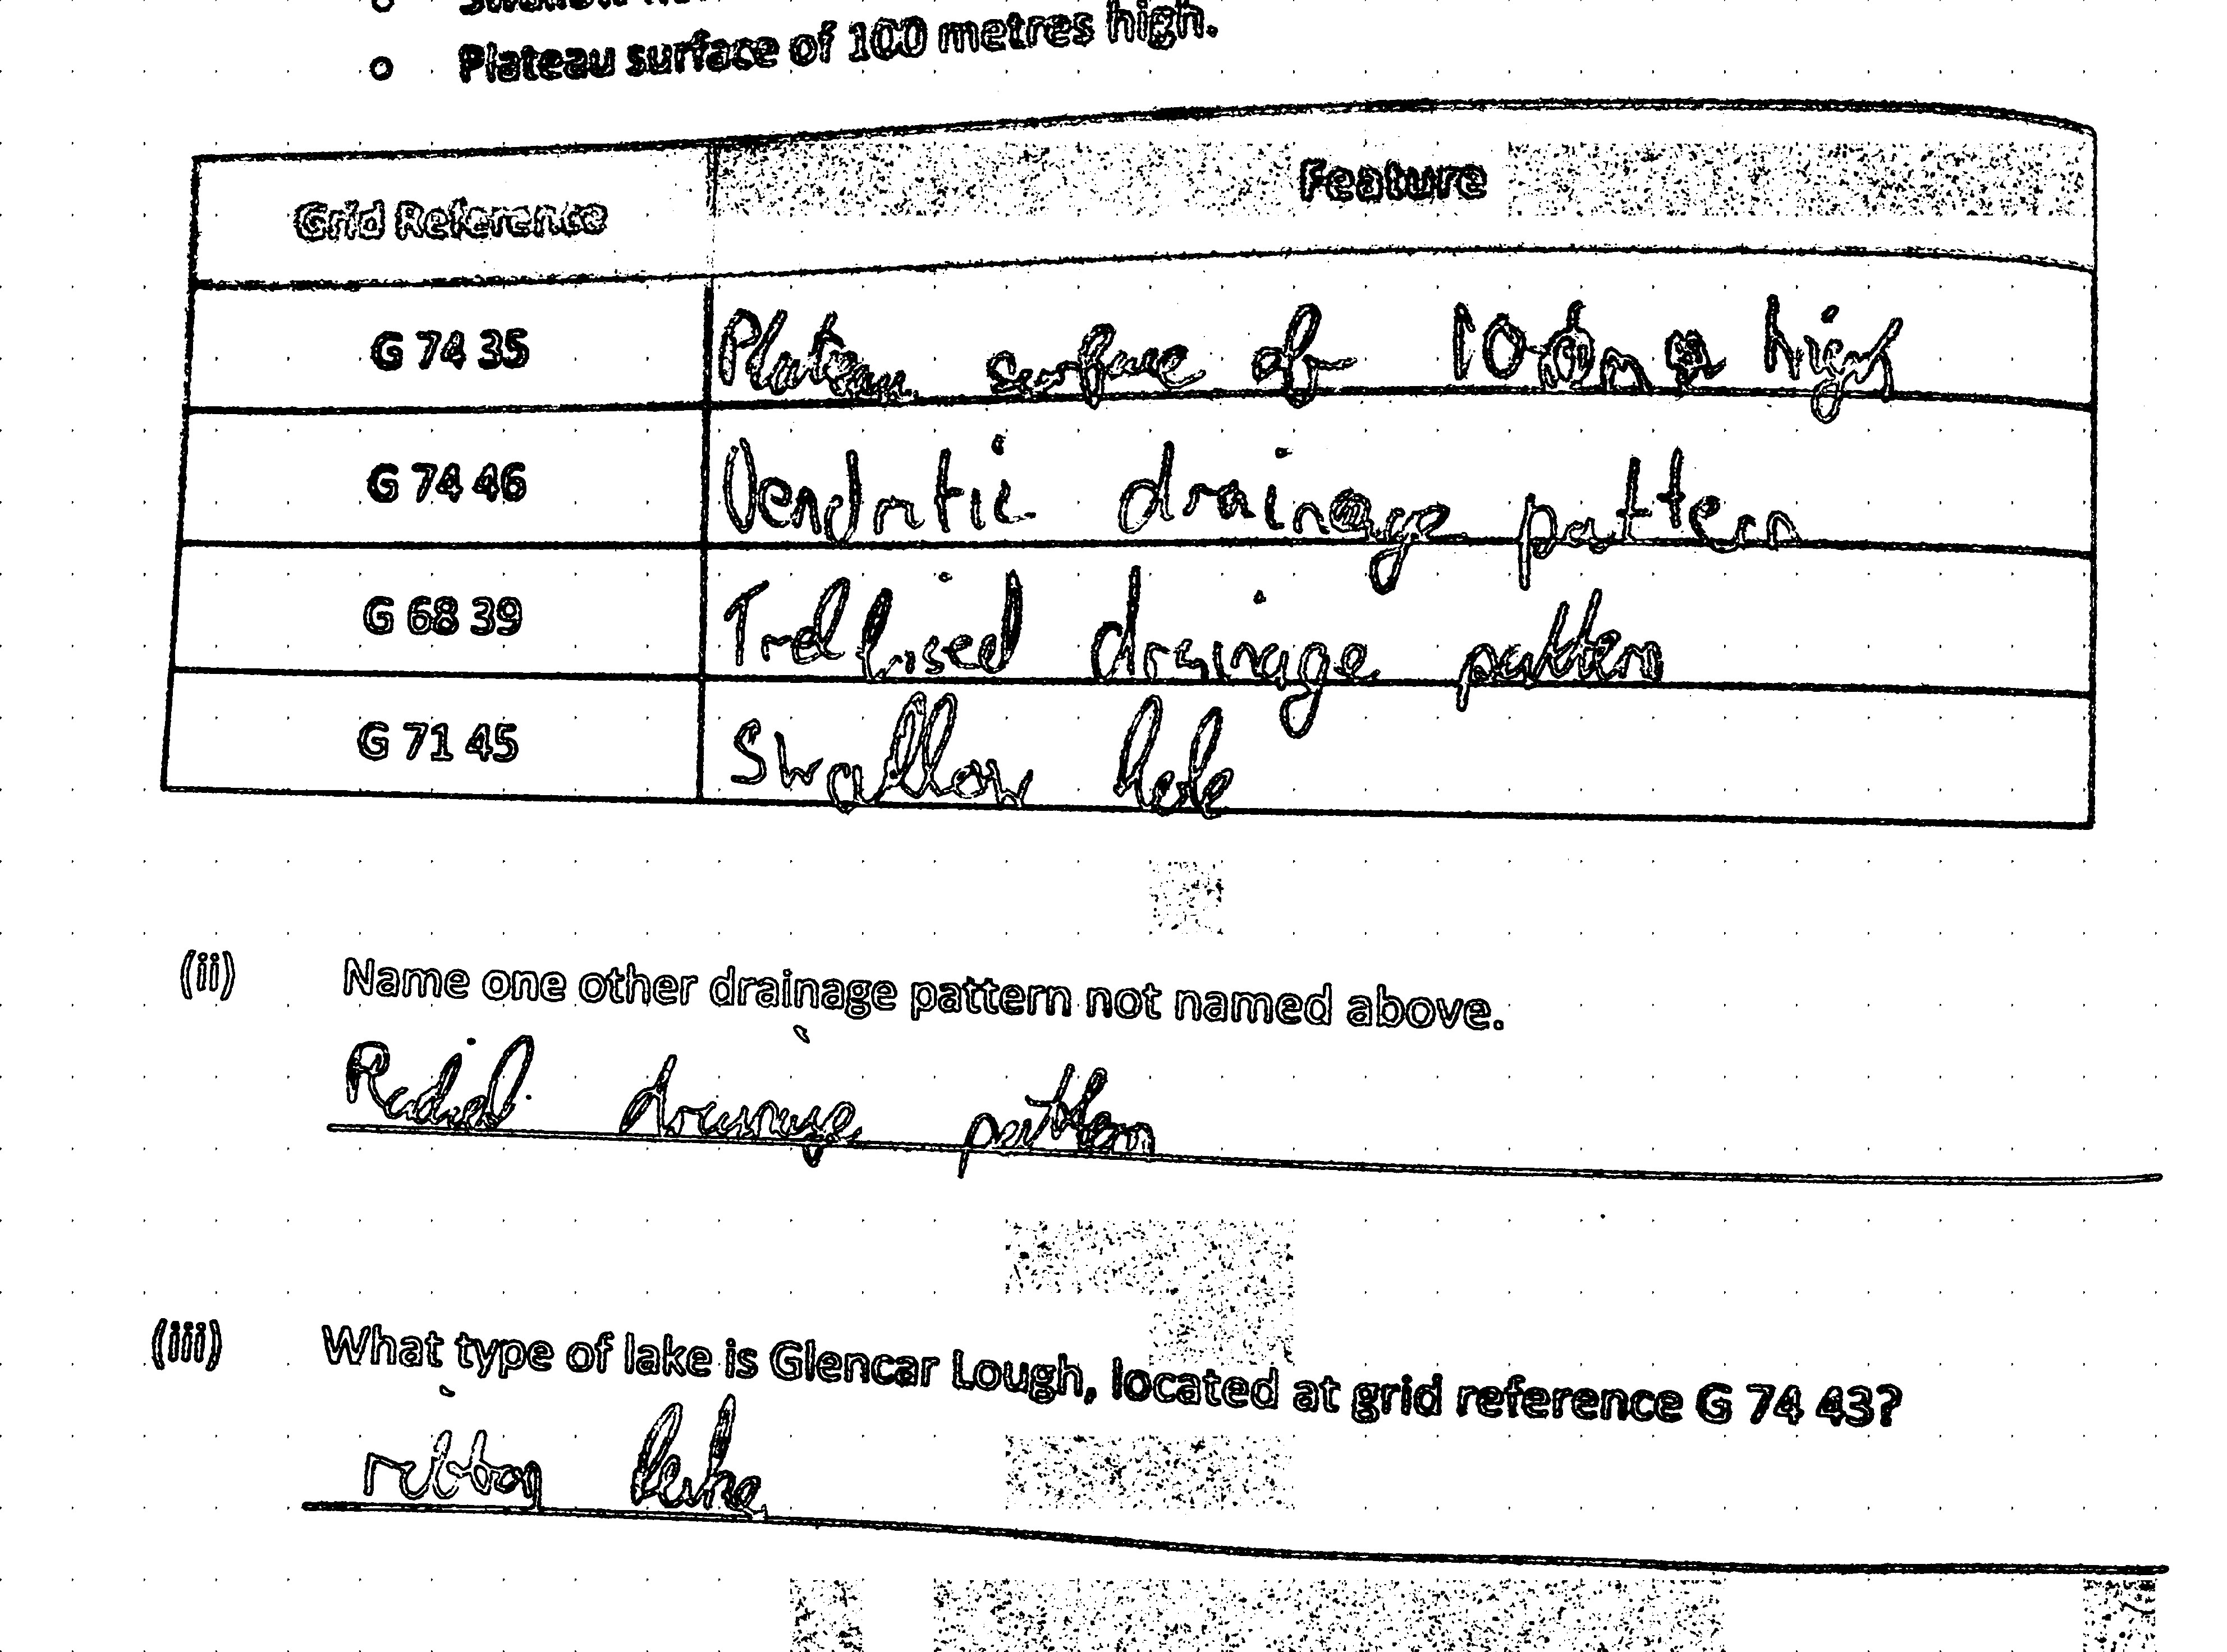 ○ Plateau surface of 100 metres high.
Grid Reference Feature
G 74 35 Plateau surface of 100m high
G 74 46 Dendritic drainage pattern
G 68 39 Trellised drainage pattern
G 71 45 Swallow hole
(ii) Name one other drainage pattern not named above.
Radial drainage pattern
(iii) What type of lake is Glencar Lough, located at grid reference G 74 43?
ribbon lake